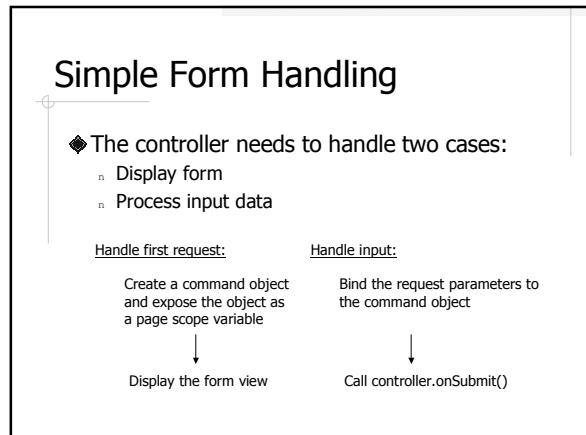 Simple Form Handling
The controller needs to handle two cases:
n Display form
n Process input data
Handle first request:
Create a command object
and expose the object as
a page scope variable
Display the form view
Handle input:
Bind the request parameters to
the command object
Call controller.onSubmit()